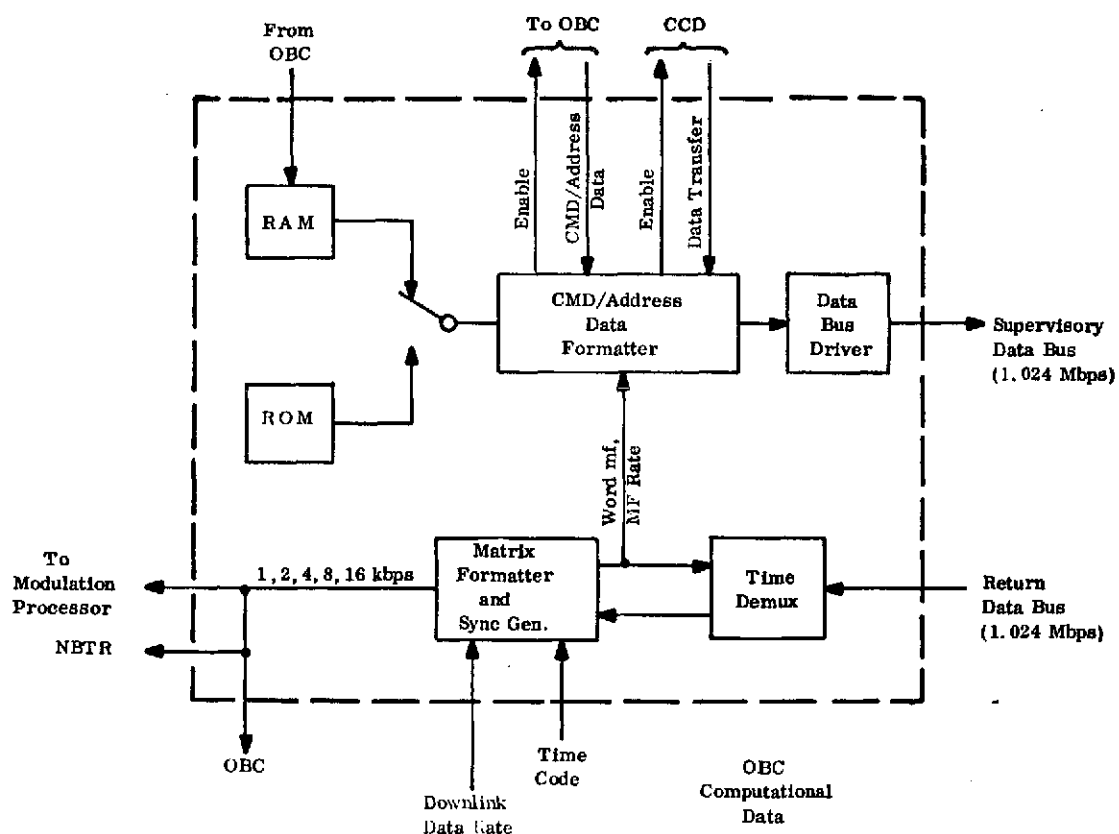 From
OBC
To OBC
CCD
Enable
CMD/Address
Data
Enable
Data Transfer
RAM
ROM
CMD/Address
Data
Formatter
Data
Bus
Driver
Supervisory
Data Bus
(1.024 Mbps)
Word mf,
MF Rate
To
Modulation
Processor
1, 2, 4, 8, 16 kbps
Matrix
Formatter
and
Sync Gen.
Time
Demux
Return
Data Bus
(1.024 Mbps)
NBTR
OBC
Downlink
Data Rate
Time
Code
OBC
Computational
Data